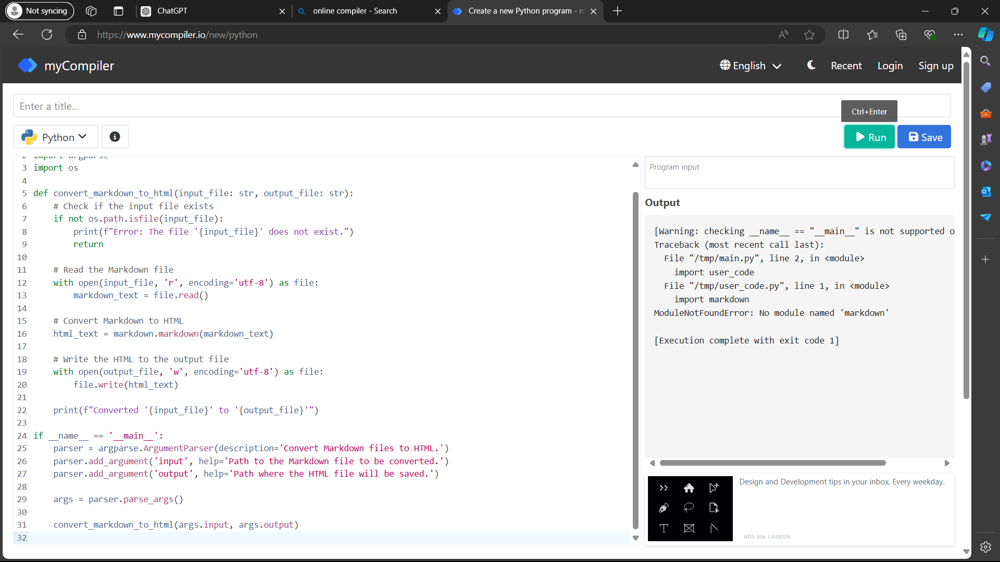 Not syncing
ChatGPT
online compiler - Search
Create a new Python program - m
https://www.mycompiler.io/new/python
myCompiler
English
Recent
Login
Sign up
Enter a title...
Ctrl+Enter
Python
Run
Save
2 import argparse
3 import os
4
5 def convert_markdown_to_html(input_file: str, output_file: str):
6 # Check if the input file exists
7 if not os.path.isfile(input_file):
8 print(f"Error: The file '{input_file}' does not exist.")
9 return
10
11 # Read the Markdown file
12 with open(input_file, 'r', encoding='utf-8') as file:
13 markdown_text = file.read()
14
15 # Convert Markdown to HTML
16 html_text = markdown.markdown(markdown_text)
17
18 # Write the HTML to the output file
19 with open(output_file, 'w', encoding='utf-8') as file:
20 file.write(html_text)
21
22 print(f"Converted '{input_file}' to '{output_file}'")
23
24 if __name__ == '__main__':
25 parser = argparse.ArgumentParser(description='Convert Markdown files to HTML.')
26 parser.add_argument('input', help='Path to the Markdown file to be converted.')
27 parser.add_argument('output', help='Path where the HTML file will be saved.')
28
29 args = parser.parse_args()
30
31 convert_markdown_to_html(args.input, args.output)
32
Program input
Output
[Warning: checking __name__ == "__main__" is not supported o
Traceback (most recent call last):
File "/tmp/main.py", line 2, in <module>
import user_code
File "/tmp/user_code.py", line 1, in <module>
import markdown
ModuleNotFoundError: No module named 'markdown'
[Execution complete with exit code 1]
Design and Development tips in your inbox. Every weekday.
ADS VIA CARBON